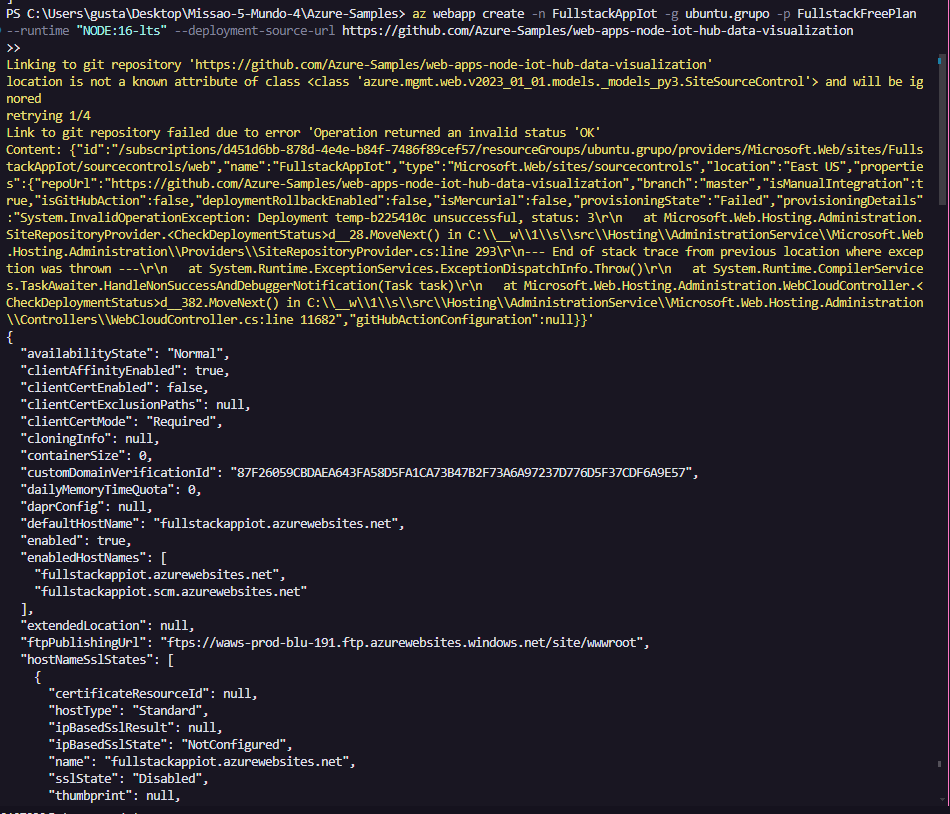 PS C:\Users\gusta\Desktop\Missao-5-Mundo-4\Azure-Samples> az webapp create -n FullstackAppIot -g ubuntu.grupo -p FullstackFreePlan
--runtime "NODE:16-lts" --deployment-source-url https://github.com/Azure-Samples/web-apps-node-iot-hub-data-visualization
>>
Linking to git repository 'https://github.com/Azure-Samples/web-apps-node-iot-hub-data-visualization'
location is not a known attribute of class <class 'azure.mgmt.web.v2023_01_01.models._models_py3.SiteSourceControl'> and will be ig
nored
retrying 1/4
Link to git repository failed due to error 'Operation returned an invalid status 'OK'
Content: {"id":"/subscriptions/d451d6bb-878d-4e4e-b84f-7486f89cef57/resourceGroups/ubuntu.grupo/providers/Microsoft.Web/sites/Fulls
tackAppIot/sourcecontrols/web","name":"FullstackAppIot","type":"Microsoft.Web/sites/sourcecontrols","location":"East US","propertie
s":{"repoUrl":"https://github.com/Azure-Samples/web-apps-node-iot-hub-data-visualization","branch":"master","isManualIntegration":t
rue,"isGitHubAction":false,"deploymentRollbackEnabled":false,"isMercurial":false,"provisioningState":"Failed","provisioningDetails"
:"System.InvalidOperationException: Deployment temp-b225410c unsuccessful, status: 3\r\n   at Microsoft.Web.Hosting.Administration.
SiteRepositoryProvider.<CheckDeploymentStatus>d__28.MoveNext() in C:\\__w\\1\\s\\src\\Hosting\\AdministrationService\\Microsoft.Web
.Hosting.Administration\\Providers\\SiteRepositoryProvider.cs:line 293\r\n--- End of stack trace from previous location where excep
tion was thrown ---\r\n   at System.Runtime.ExceptionServices.ExceptionDispatchInfo.Throw()\r\n   at System.Runtime.CompilerService
s.TaskAwaiter.HandleNonSuccessAndDebuggerNotification(Task task)\r\n   at Microsoft.Web.Hosting.Administration.WebCloudController.<
CheckDeploymentStatus>d__382.MoveNext() in C:\\__w\\1\\s\\src\\Hosting\\AdministrationService\\Microsoft.Web.Hosting.Administration
\\Controllers\\WebCloudController.cs:line 11682","gitHubActionConfiguration":null}}'
{
  "availabilityState": "Normal",
  "clientAffinityEnabled": true,
  "clientCertEnabled": false,
  "clientCertExclusionPaths": null,
  "clientCertMode": "Required",
  "cloningInfo": null,
  "containerSize": 0,
  "customDomainVerificationId": "87F26059CBDAEA643FA58D5FA1CA73B47B2F73A6A97237D776D5F37CDF6A9E57",
  "dailyMemoryTimeQuota": 0,
  "daprConfig": null,
  "defaultHostName": "fullstackappiot.azurewebsites.net",
  "enabled": true,
  "enabledHostNames": [
    "fullstackappiot.azurewebsites.net",
    "fullstackappiot.scm.azurewebsites.net"
  ],
  "extendedLocation": null,
  "ftpPublishingUrl": "ftps://waws-prod-blu-191.ftp.azurewebsites.windows.net/site/wwwroot",
  "hostNameSslStates": [
    {
      "certificateResourceId": null,
      "hostType": "Standard",
      "ipBasedSslResult": null,
      "ipBasedSslState": "NotConfigured",
      "name": "fullstackappiot.azurewebsites.net",
      "sslState": "Disabled",
      "thumbprint": null,